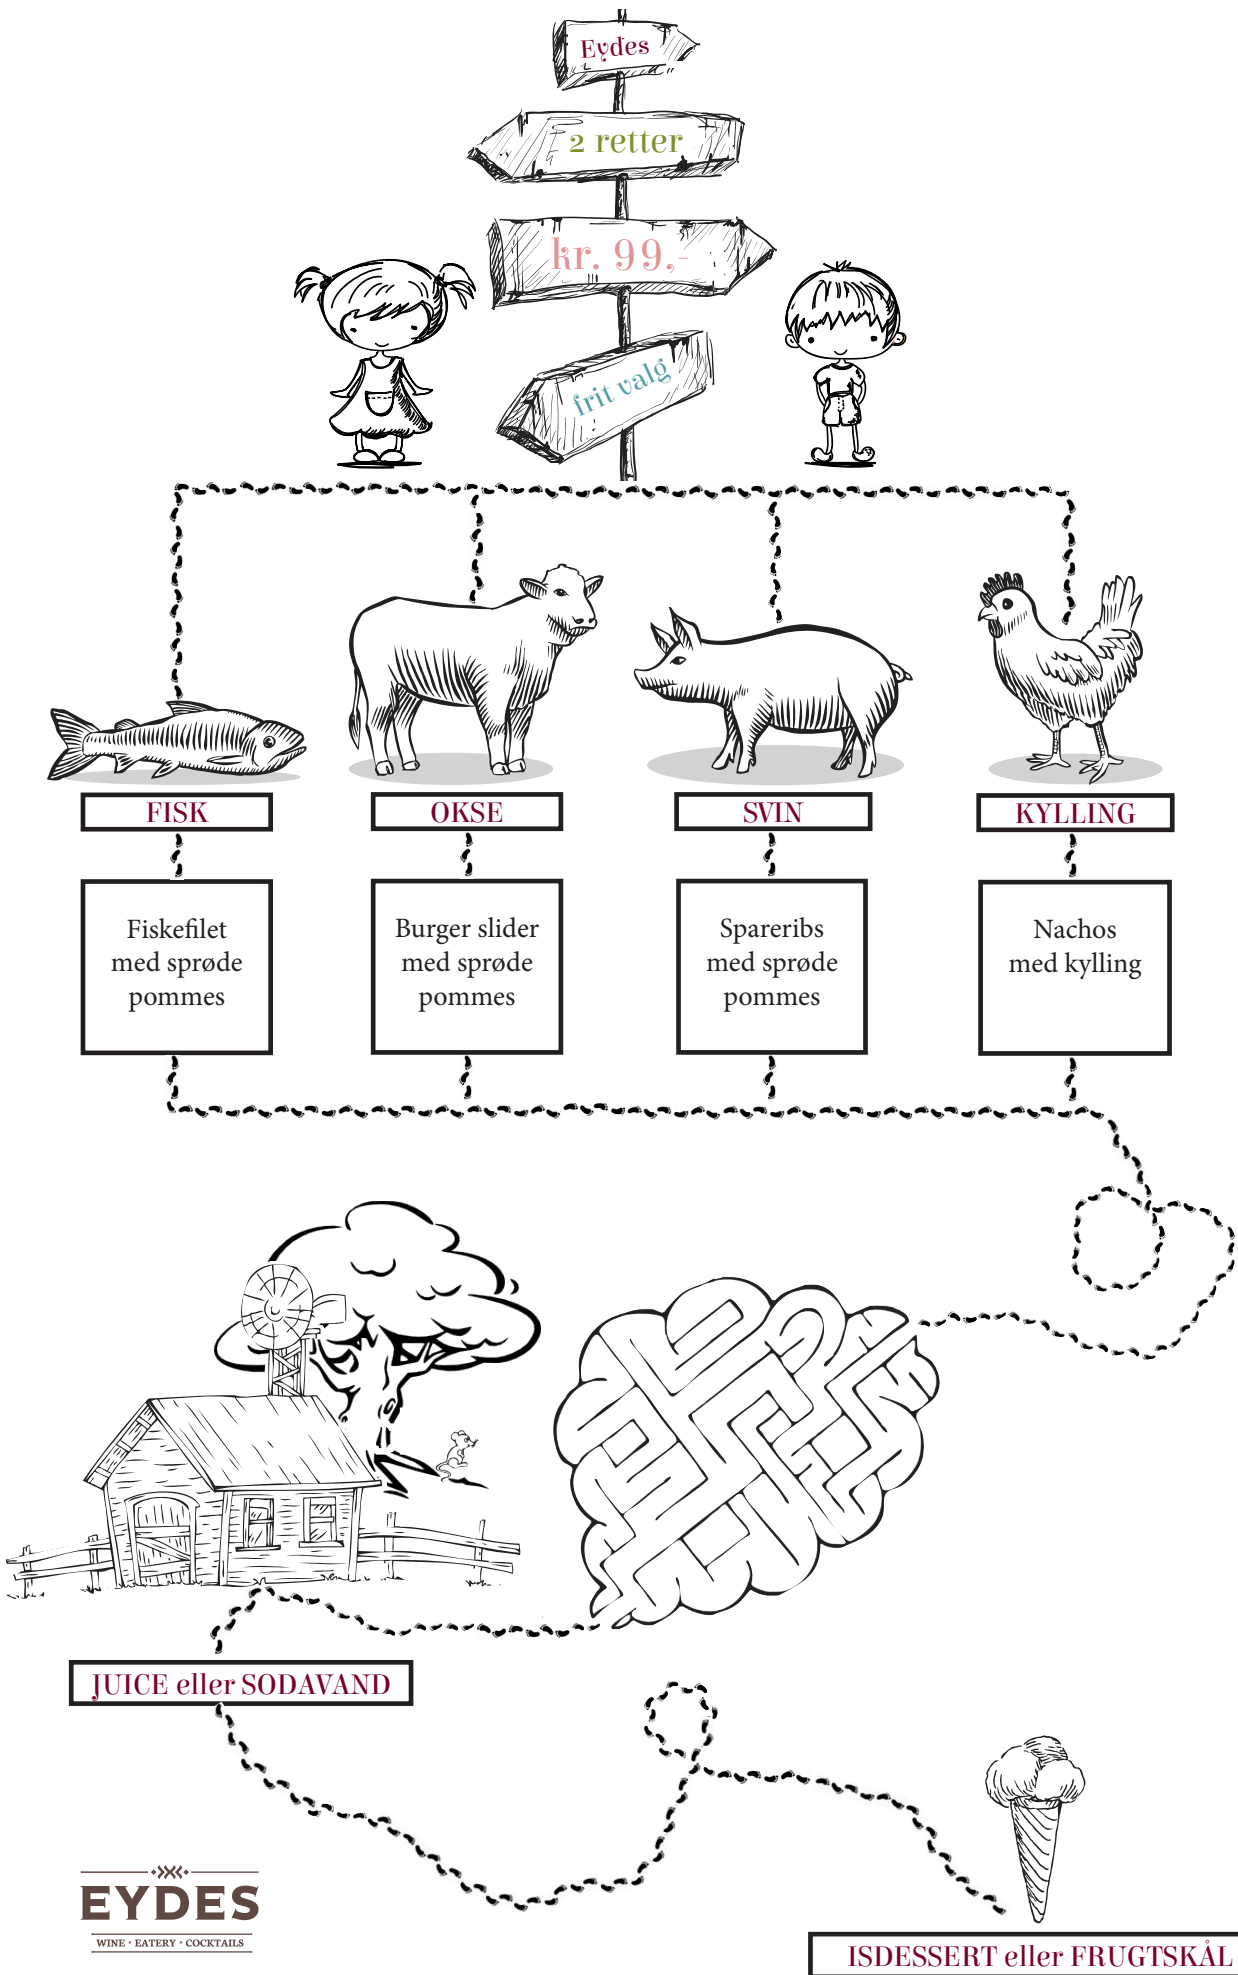 Eydes
2 retter
kr. 99,-
frit valg
FISK
OKSE
SVIN
KYLLING
Fiskefilet
med sprøde
pommes
Burger slider
med sprøde
pommes
Spareribs
med sprøde
pommes
Nachos
med kylling
JUICE eller SODAVAND
EYDES
WINE • EATERY • COCKTAILS
ISDESSERT eller FRUGTSKÅL